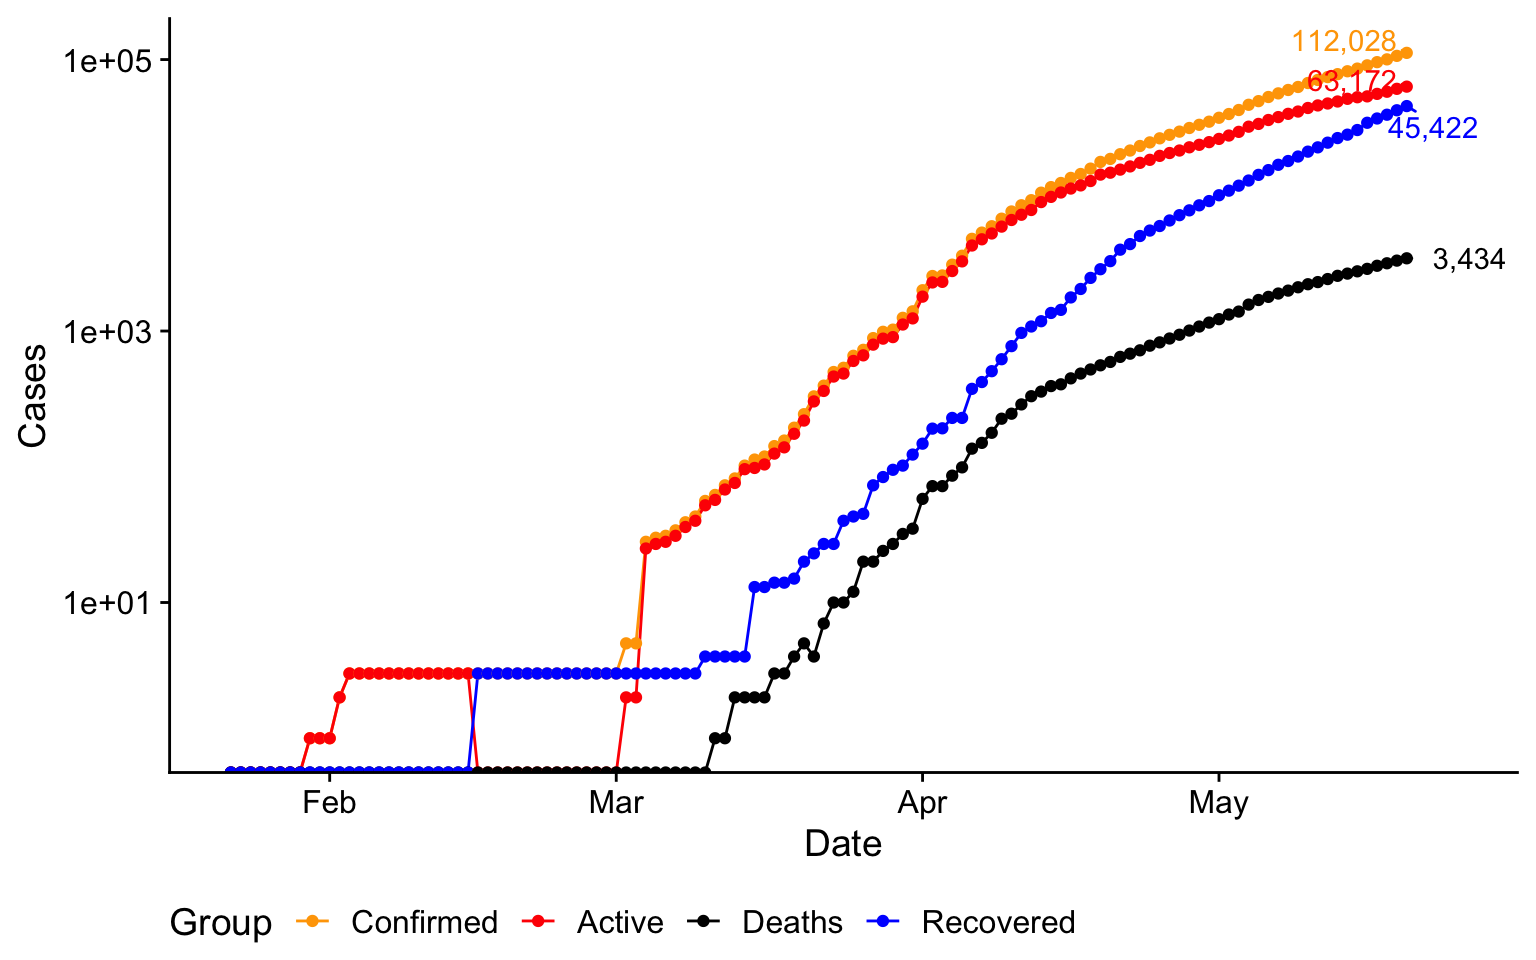 112,028
1e+05
63,172
45,422
3,434
1e+03
Cases
1e+01
Feb Mar Apr May
Date
Group Confirmed Active Deaths Recovered